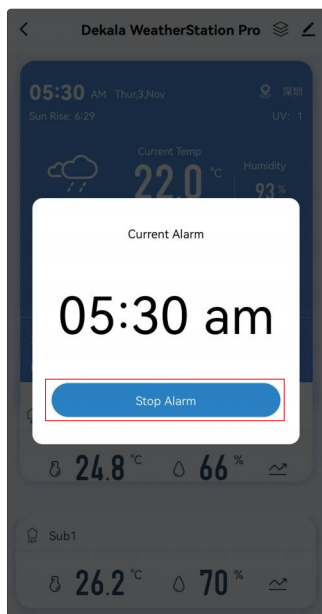 Dekala WeatherStation Pro
05:30 AM Thur,3,Nov
深圳
Sun Rise: 6:29
UV: 1
Current Temp
22.0 °C
Humidity
93 %
Current Alarm
05:30 am
Stop Alarm
24.8 °C 66 %
Sub1
26.2 °C 70 %